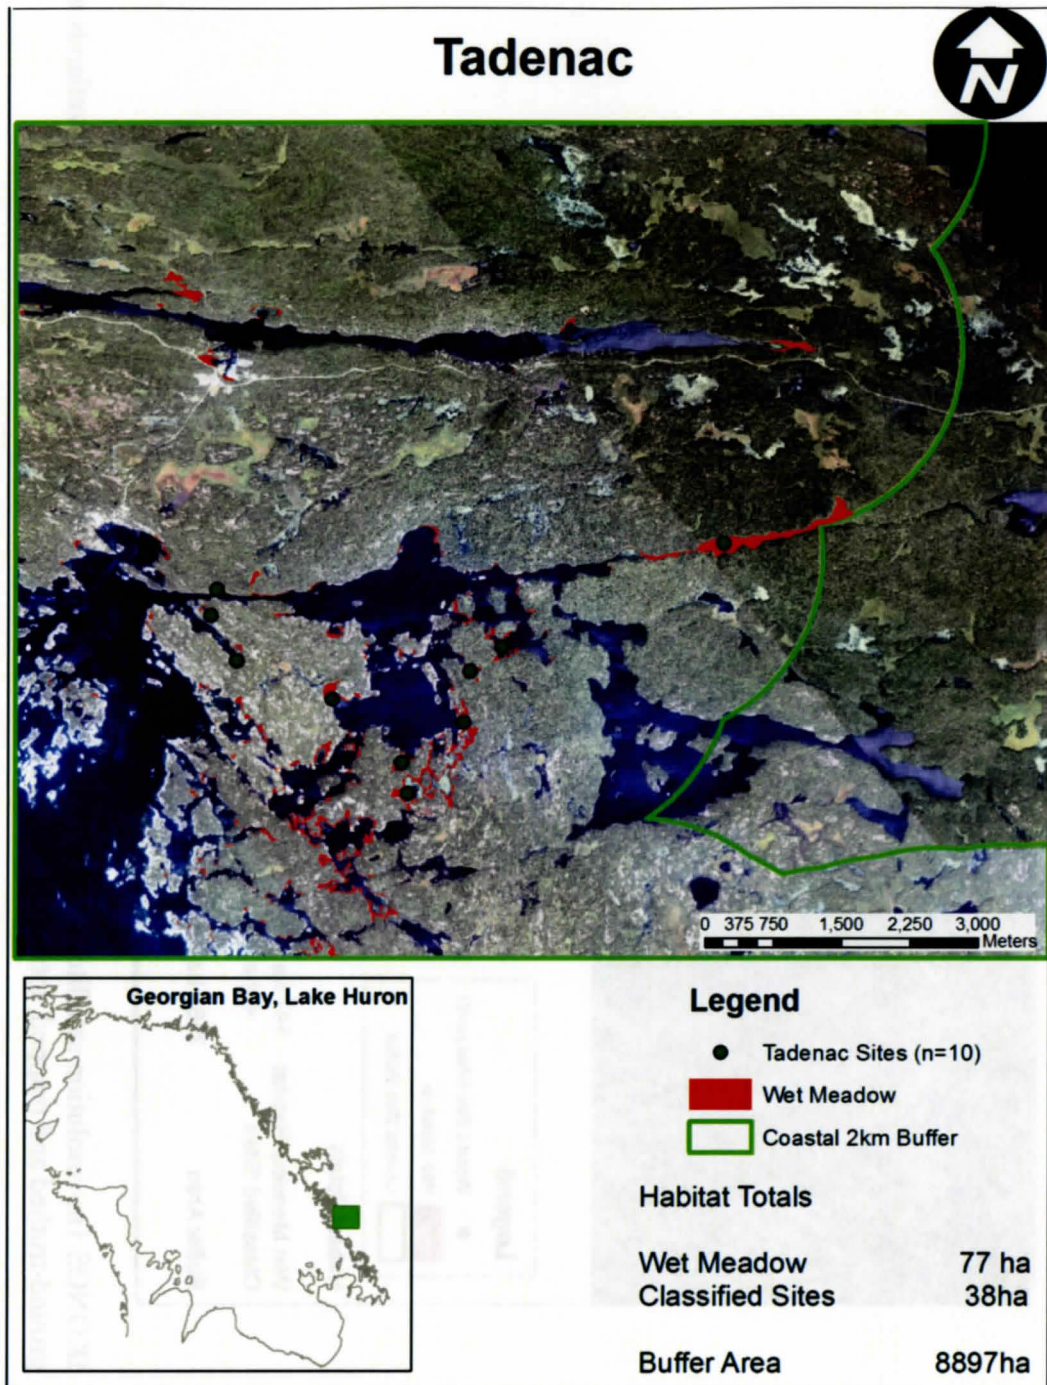 Tadenac
N
0 375 750 1,500 2,250 3,000
Meters
Georgian Bay, Lake Huron
Legend
Tadenac Sites (n=10)
Wet Meadow
Coastal 2km Buffer
Habitat Totals
Wet Meadow 77 ha
Classified Sites 38ha
Buffer Area 8897ha